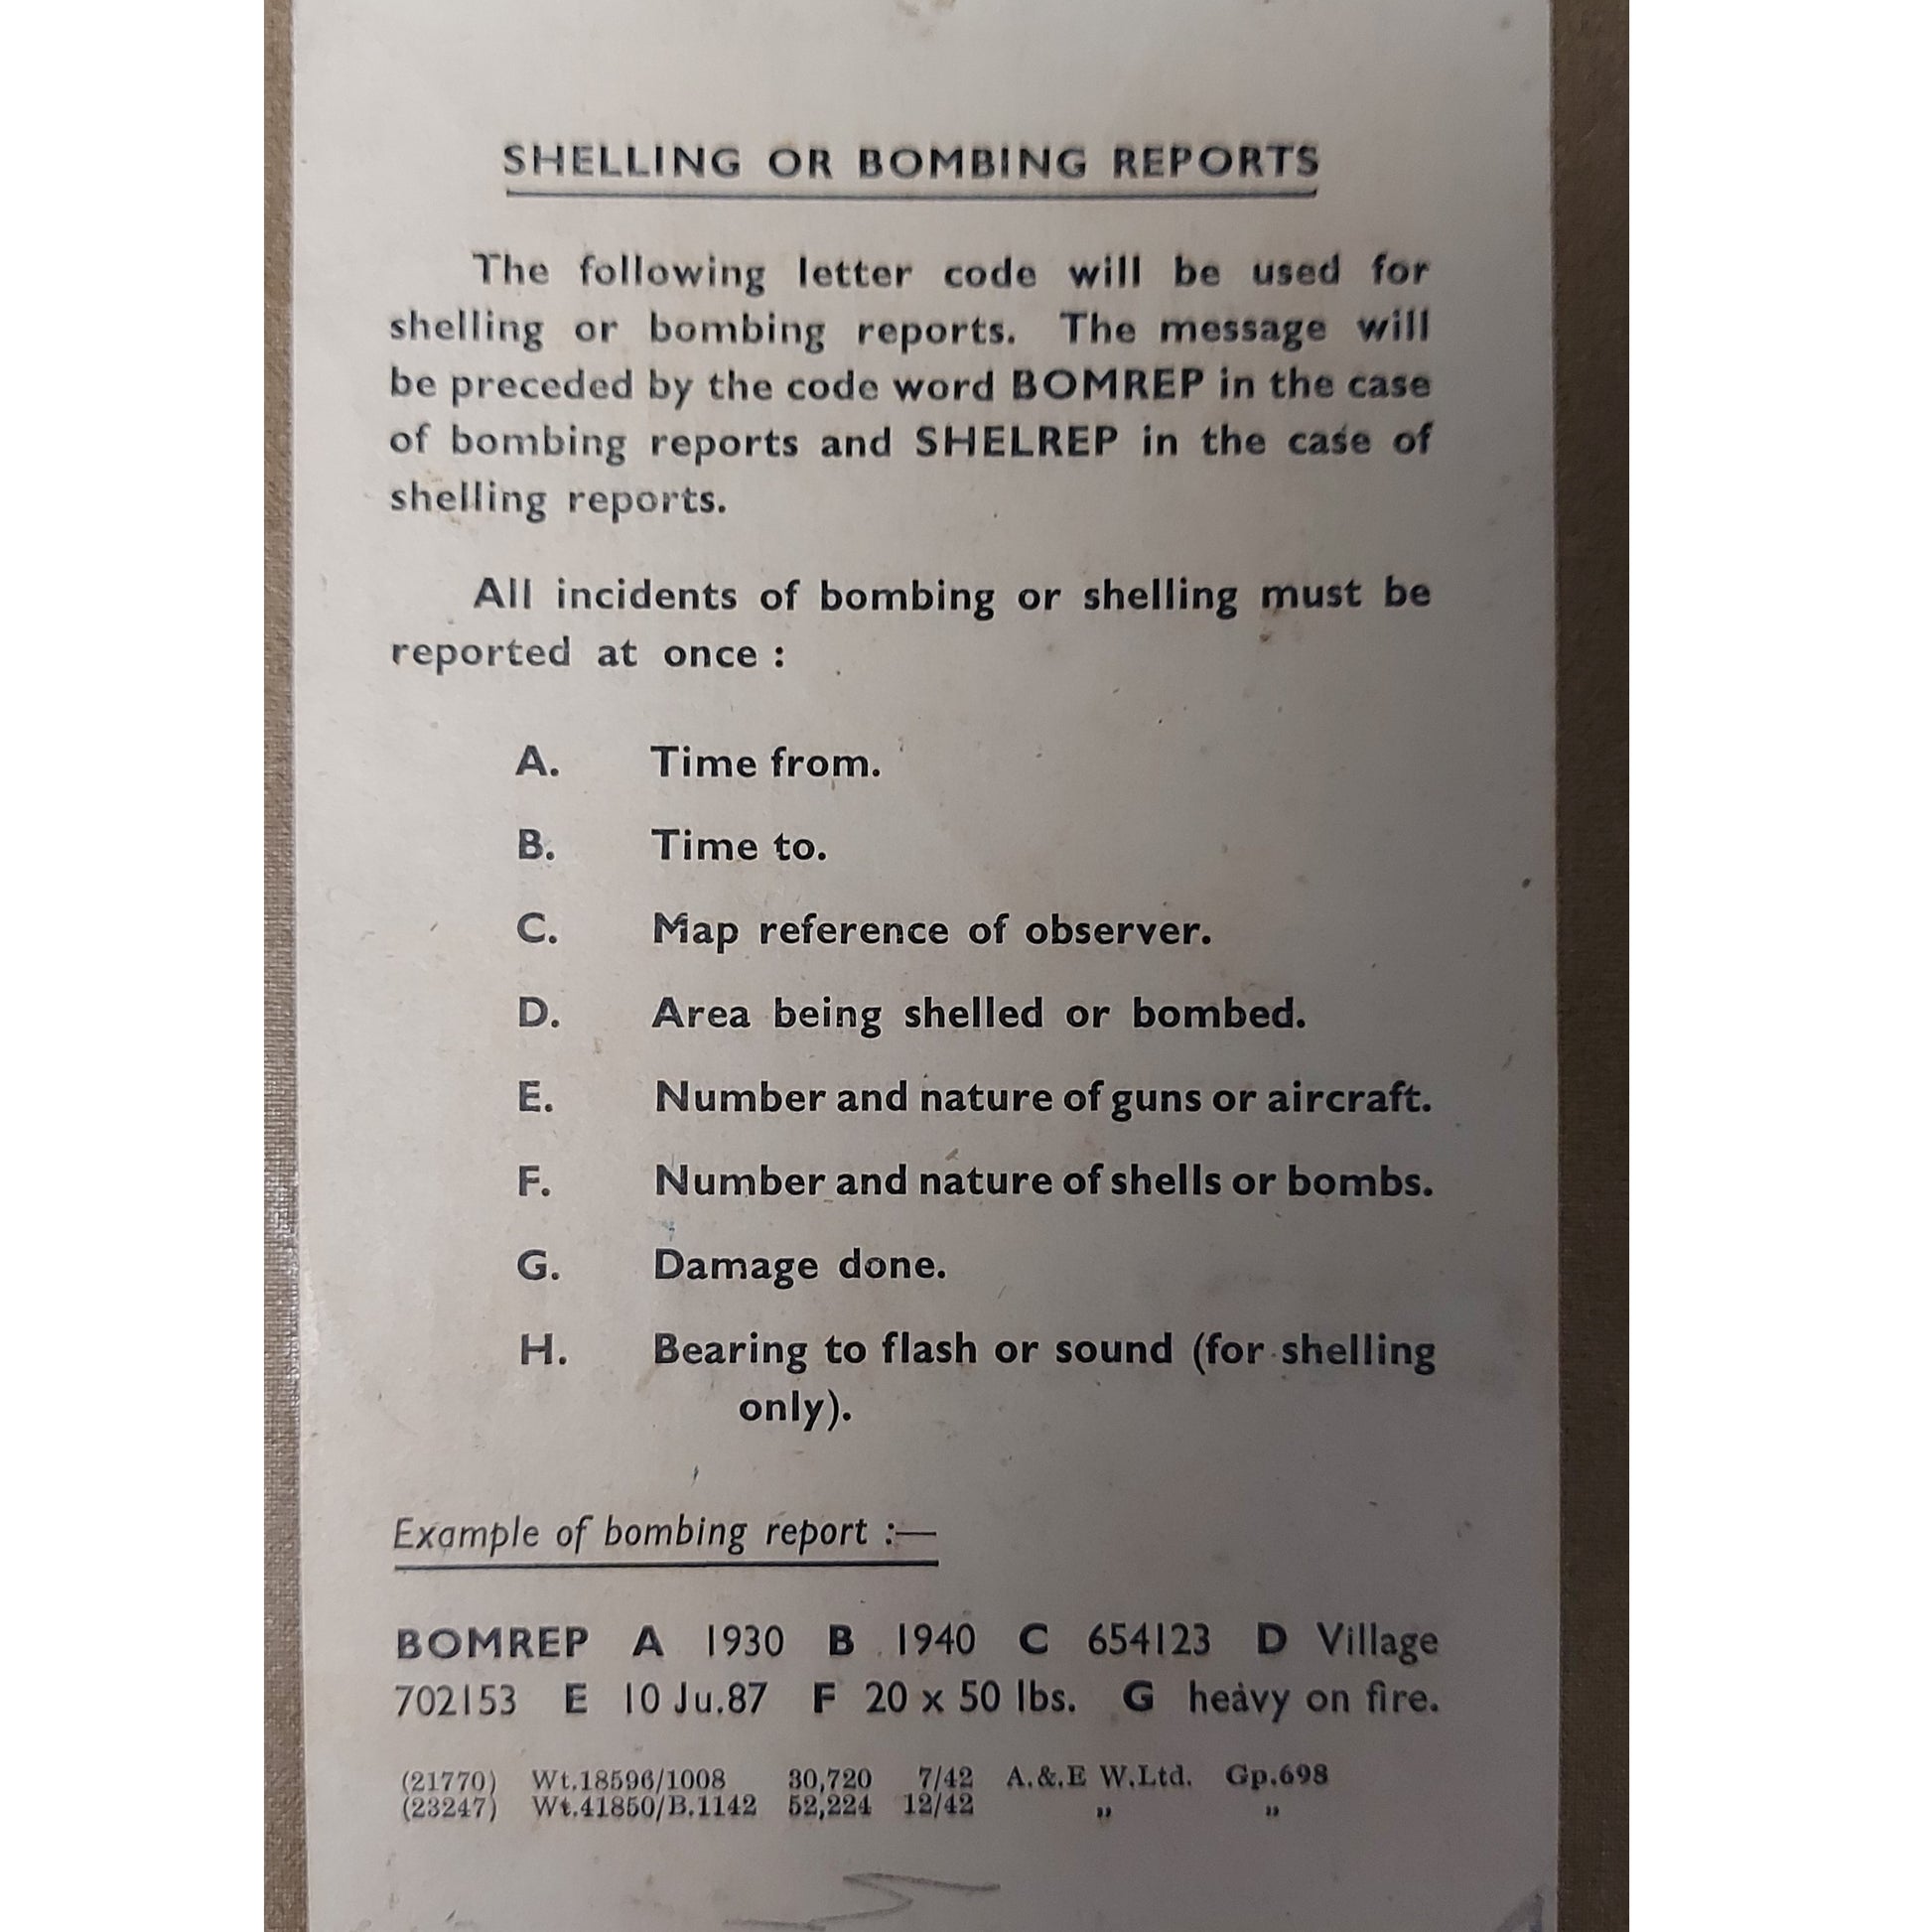 SHELLING OR BOMBING REPORTS
The following letter code will be used for
shelling or bombing reports. The message will
be preceded by the code word BOMREP in the case
of bombing reports and SHELREP in the case of
shelling reports.
All incidents of bombing or shelling must be
reported at once :
A. Time from.
B. Time to.
C. Map reference of observer.
D. Area being shelled or bombed.
E. Number and nature of guns or aircraft.
F. Number and nature of shells or bombs.
G. Damage done.
H. Bearing to flash or sound (for shelling
only).
Example of bombing report :—
BOMREP A 1930 B 1940 C 654123 D Village
702153 E 10 Ju.87 F 20 x 50 lbs. G heavy on fire.
(21770) Wt.18596/1008 30,720 7/42 A.&.E W.Ltd. Gp.698
(23247) Wt.41850/B.1142 52,224 12/42 „ „